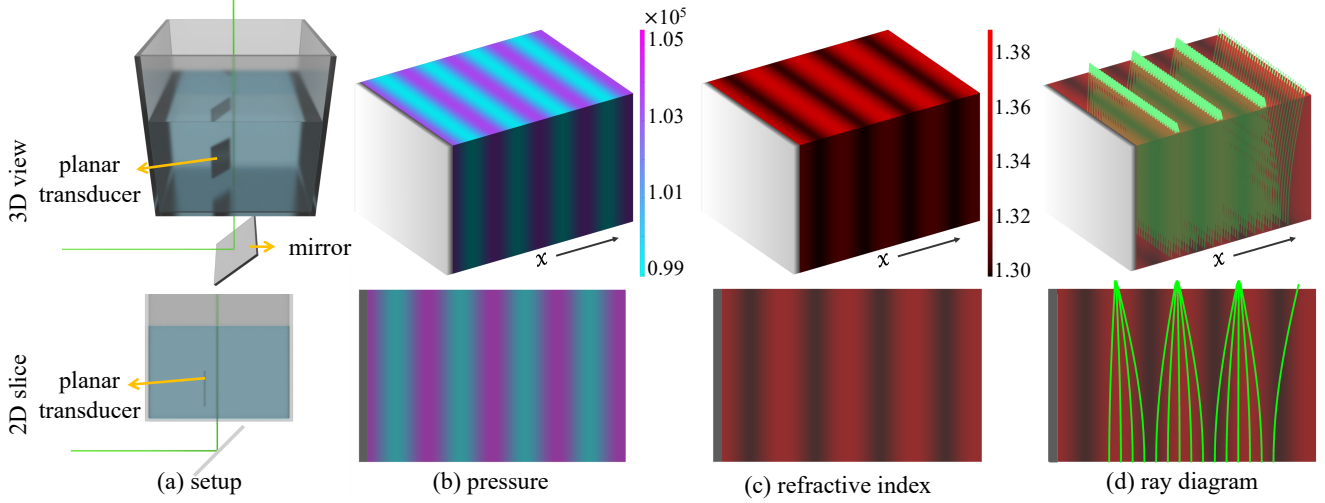 3D view
planar
transducer
mirror
×10⁵
1.05
1.03
1.01
0.99
x
1.38
1.36
1.34
1.32
1.30
x
x
2D slice
planar
transducer
(a) setup
(b) pressure
(c) refractive index
(d) ray diagram